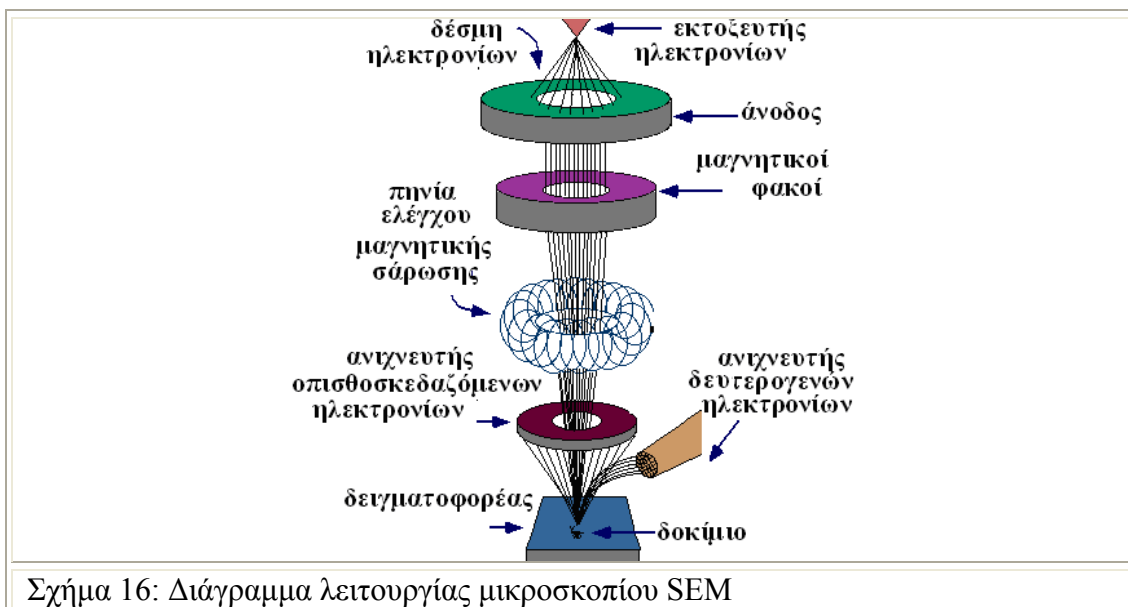 δέσμη
ηλεκτρονίων
εκτοξευτής
ηλεκτρονίων
άνοδος
μαγνητικοί
φακοί
πηνία
ελέγχου
μαγνητικής
σάρωσης
ανιχνευτής
οπισθοσκεδαζόμενων
ηλεκτρονίων
ανιχνευτής
δευτερογενών
ηλεκτρονίων
δειγματοφορέας
δοκίμιο
Σχήμα 16: Διάγραμμα λειτουργίας μικροσκοπίου SEM